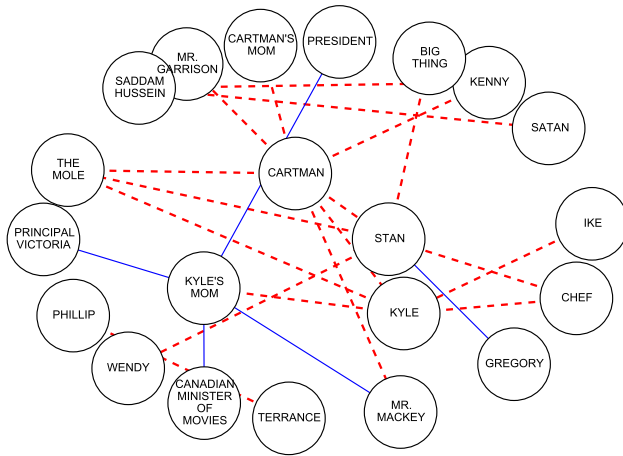 CARTMAN'S
MOM
PRESIDENT
BIG
THING
MR.
GARRISON
SADDAM
HUSSEIN
KENNY
SATAN
THE
MOLE
CARTMAN
IKE
PRINCIPAL
VICTORIA
STAN
KYLE'S
MOM
CHEF
PHILLIP
KYLE
WENDY
GREGORY
CANADIAN
MINISTER
OF
MOVIES
TERRANCE
MR.
MACKEY